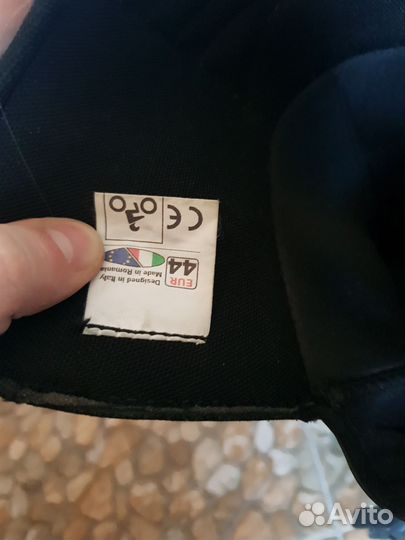 Designed in Italy
Made in Romania
EUR
44
CE
Avito